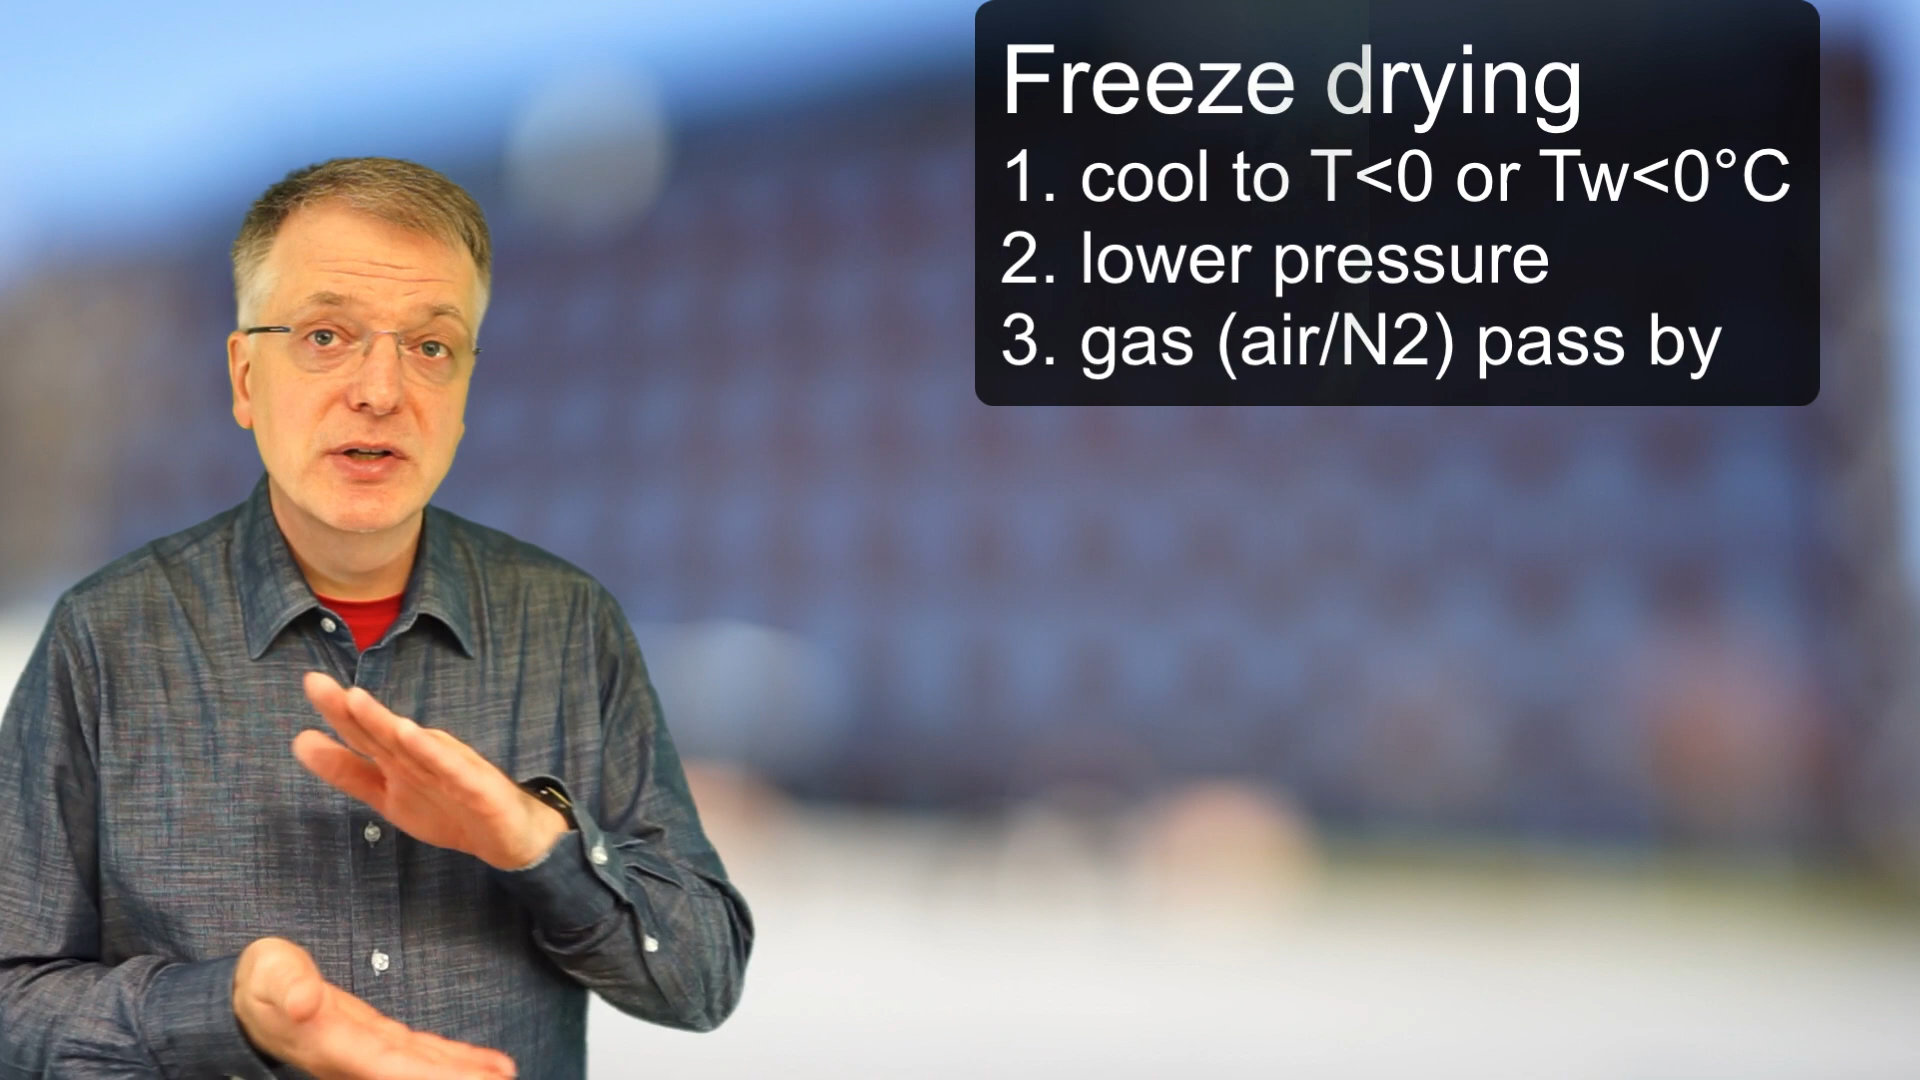 Freeze drying
1. cool to T<0 or Tw<0°C
2. lower pressure
3. gas (air/N2) pass by